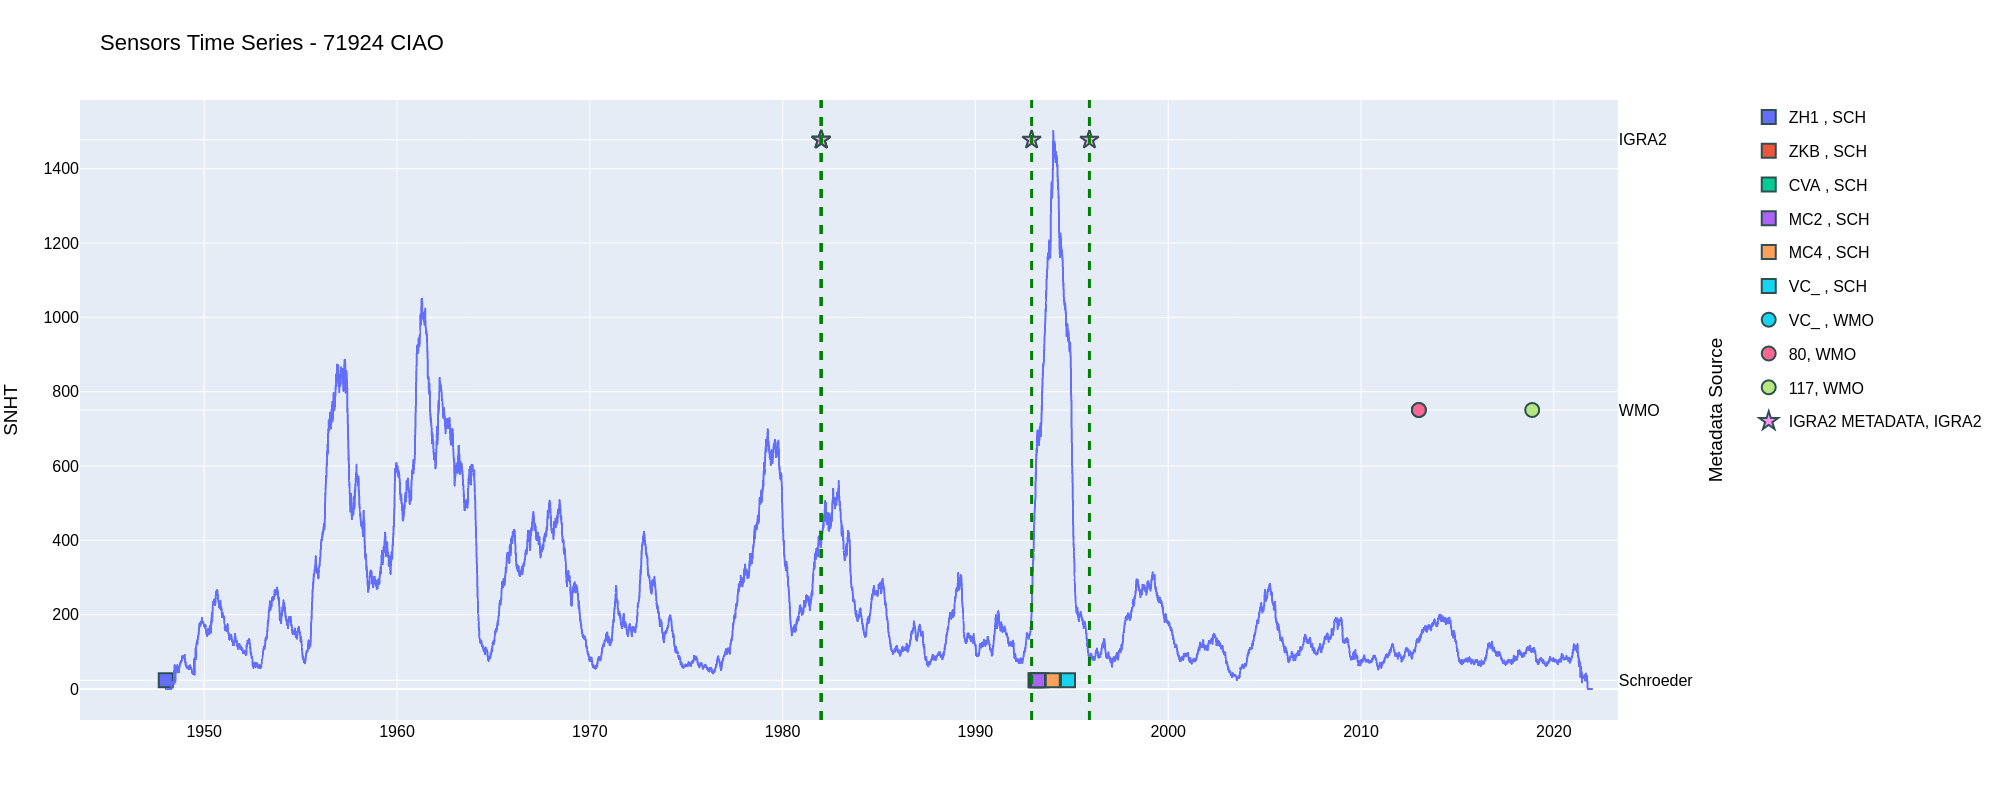 Sensors Time Series - 71924 CIAO
SNHT
1400
1200
1000
800
600
400
200
0
1950
1960
1970
1980
1990
2000
2010
2020
IGRA2
WMO
Schroeder
Metadata Source
ZH1 , SCH
ZKB , SCH
CVA , SCH
MC2 , SCH
MC4 , SCH
VC_ , SCH
VC_ , WMO
80, WMO
117, WMO
IGRA2 METADATA, IGRA2